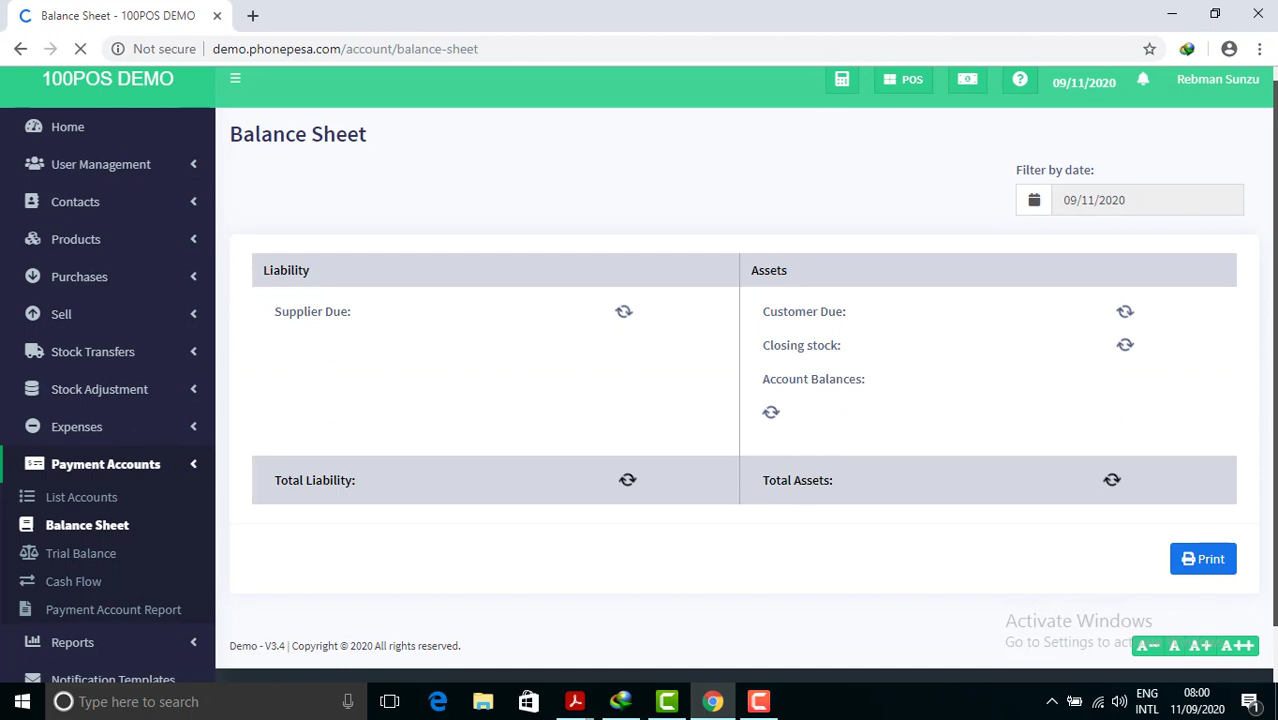 Balance Sheet - 100POS DEMO
Not secure
demo.phonepesa.com/account/balance-sheet
100POS DEMO
POS
09/11/2020
Rebman Sunzu
Home
User Management
Contacts
Products
Purchases
Sell
Stock Transfers
Stock Adjustment
Expenses
Payment Accounts
List Accounts
Balance Sheet
Trial Balance
Cash Flow
Payment Account Report
Reports
Notification Templates
Balance Sheet
Filter by date:
09/11/2020
Liability
Assets
Supplier Due:
Customer Due:
Closing stock:
Account Balances:
Total Liability:
Total Assets:
Print
Activate Windows
Go to Settings to
Demo - V3.4 | Copyright © 2020 All rights reserved.
A-- A A+ A++
Type here to search
ENG
INTL
08:00
11/09/2020
1